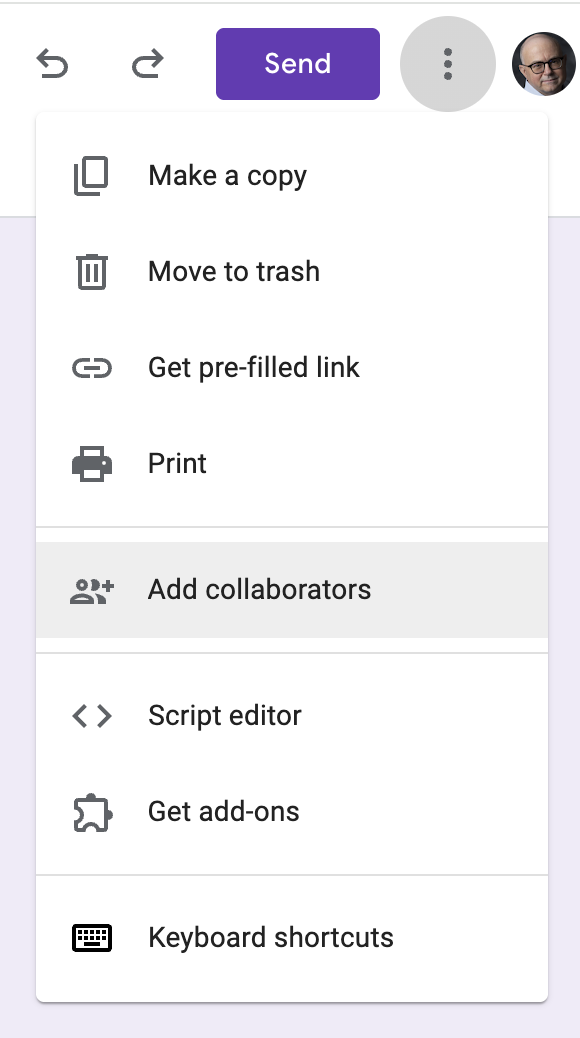 Send
Make a copy
Move to trash
Get pre-filled link
Print
Add collaborators
Script editor
Get add-ons
Keyboard shortcuts